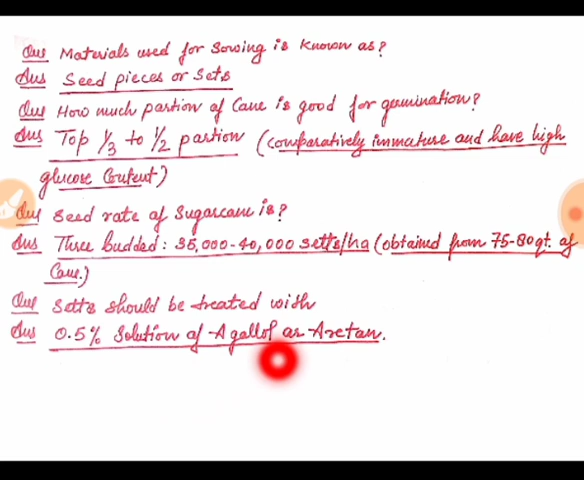 Que Materials used for Sowing is known as?
Ans Seed pieces or Sets
Que How much portion of Cane is good for germination?
Ans Top 1/3 to 1/2 portion (comparatively immature and have high
glucose Content)
Que Seed rate of Sugarcane is?
Ans Three budded: 35,000-40,000 setts/ha (obtained from 75-80 qt. of
Cane.)
Que Setts should be treated with
Ans 0.5% Solution of Agallol or Aretan.